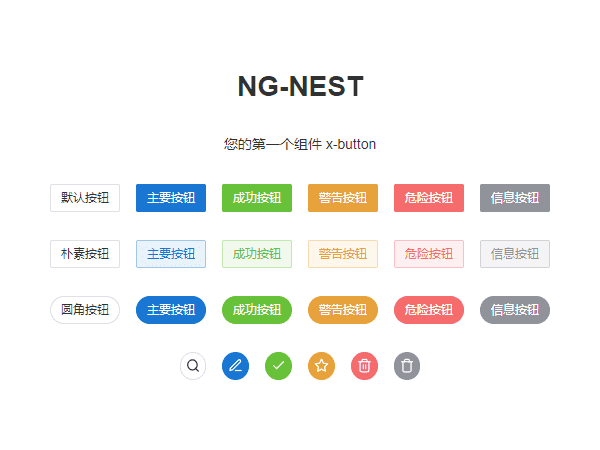 NG-NEST
您的第一个组件 x-button
默认按钮 主要按钮 成功按钮 警告按钮 危险按钮 信息按钮
朴素按钮 主要按钮 成功按钮 警告按钮 危险按钮 信息按钮
圆角按钮 主要按钮 成功按钮 警告按钮 危险按钮 信息按钮